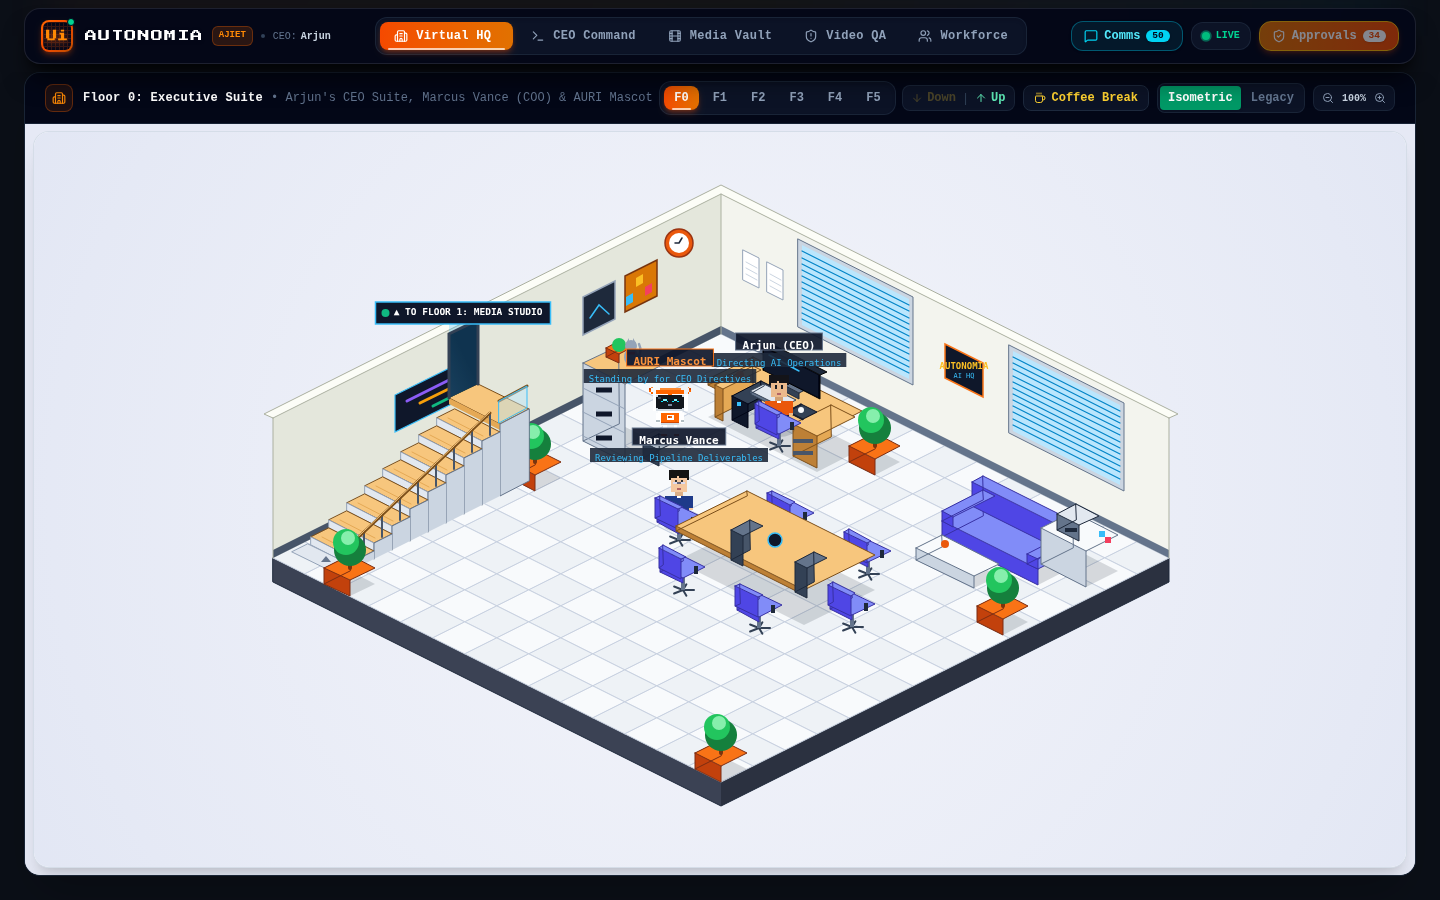 Ui AUTONOMIA AJIET • CEO: Arjun
Virtual HQ
CEO Command
Media Vault
Video QA
Workforce
Comms 50
LIVE
Approvals 34
Floor 0: Executive Suite • Arjun's CEO Suite, Marcus Vance (COO) & AURI Mascot
F0 F1 F2 F3 F4 F5
↓ Down | ↑ Up
Coffee Break
Isometric Legacy
100%
▲ TO FLOOR 1: MEDIA STUDIO
Arjun (CEO)
Directing AI Operations
AURI Mascot
Standing by for CEO Directives
AUTONOMIA
AI HQ
Marcus Vance
Reviewing Pipeline Deliverables